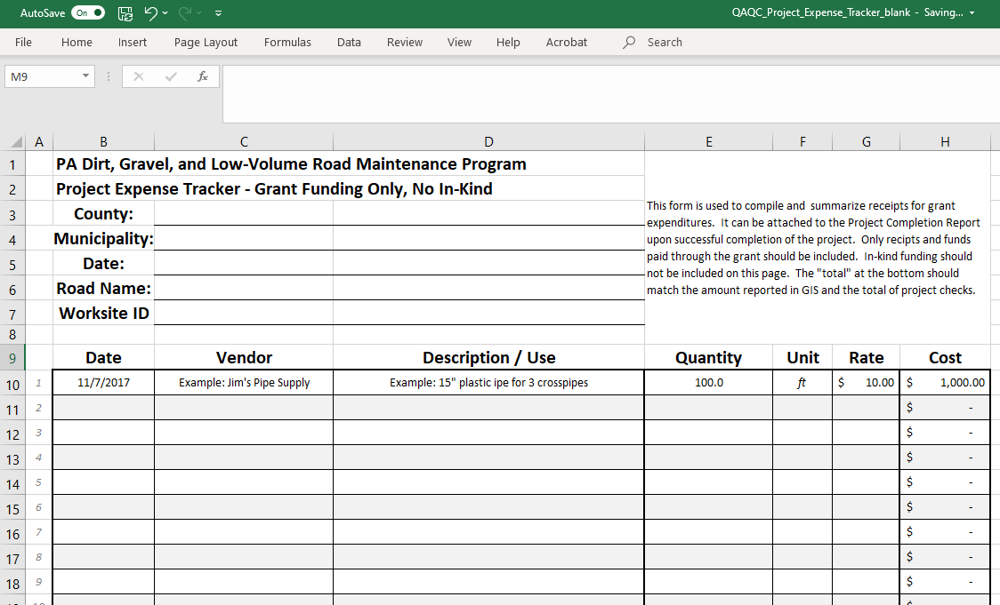 AutoSave On QAQC_Project_Expense_Tracker_blank - Saving...
File Home Insert Page Layout Formulas Data Review View Help Acrobat Search
M9 fx
A B C D E F G H
1 PA Dirt, Gravel, and Low-Volume Road Maintenance Program
2 Project Expense Tracker - Grant Funding Only, No In-Kind
This form is used to compile and summarize receipts for grant
expenditures. It can be attached to the Project Completion Report
upon successful completion of the project. Only recipts and funds
paid through the grant should be included. In-kind funding should
not be included on this page. The "total" at the bottom should
match the amount reported in GIS and the total of project checks.
3 County:
4 Municipality:
5 Date:
6 Road Name:
7 Worksite ID
8
9 Date Vendor Description / Use Quantity Unit Rate Cost
10 1 11/7/2017 Example: Jim's Pipe Supply Example: 15" plastic ipe for 3 crosspipes 100.0 ft $ 10.00 $ 1,000.00
11 2 $ -
12 3 $ -
13 4 $ -
14 5 $ -
15 6 $ -
16 7 $ -
17 8 $ -
18 9 $ -